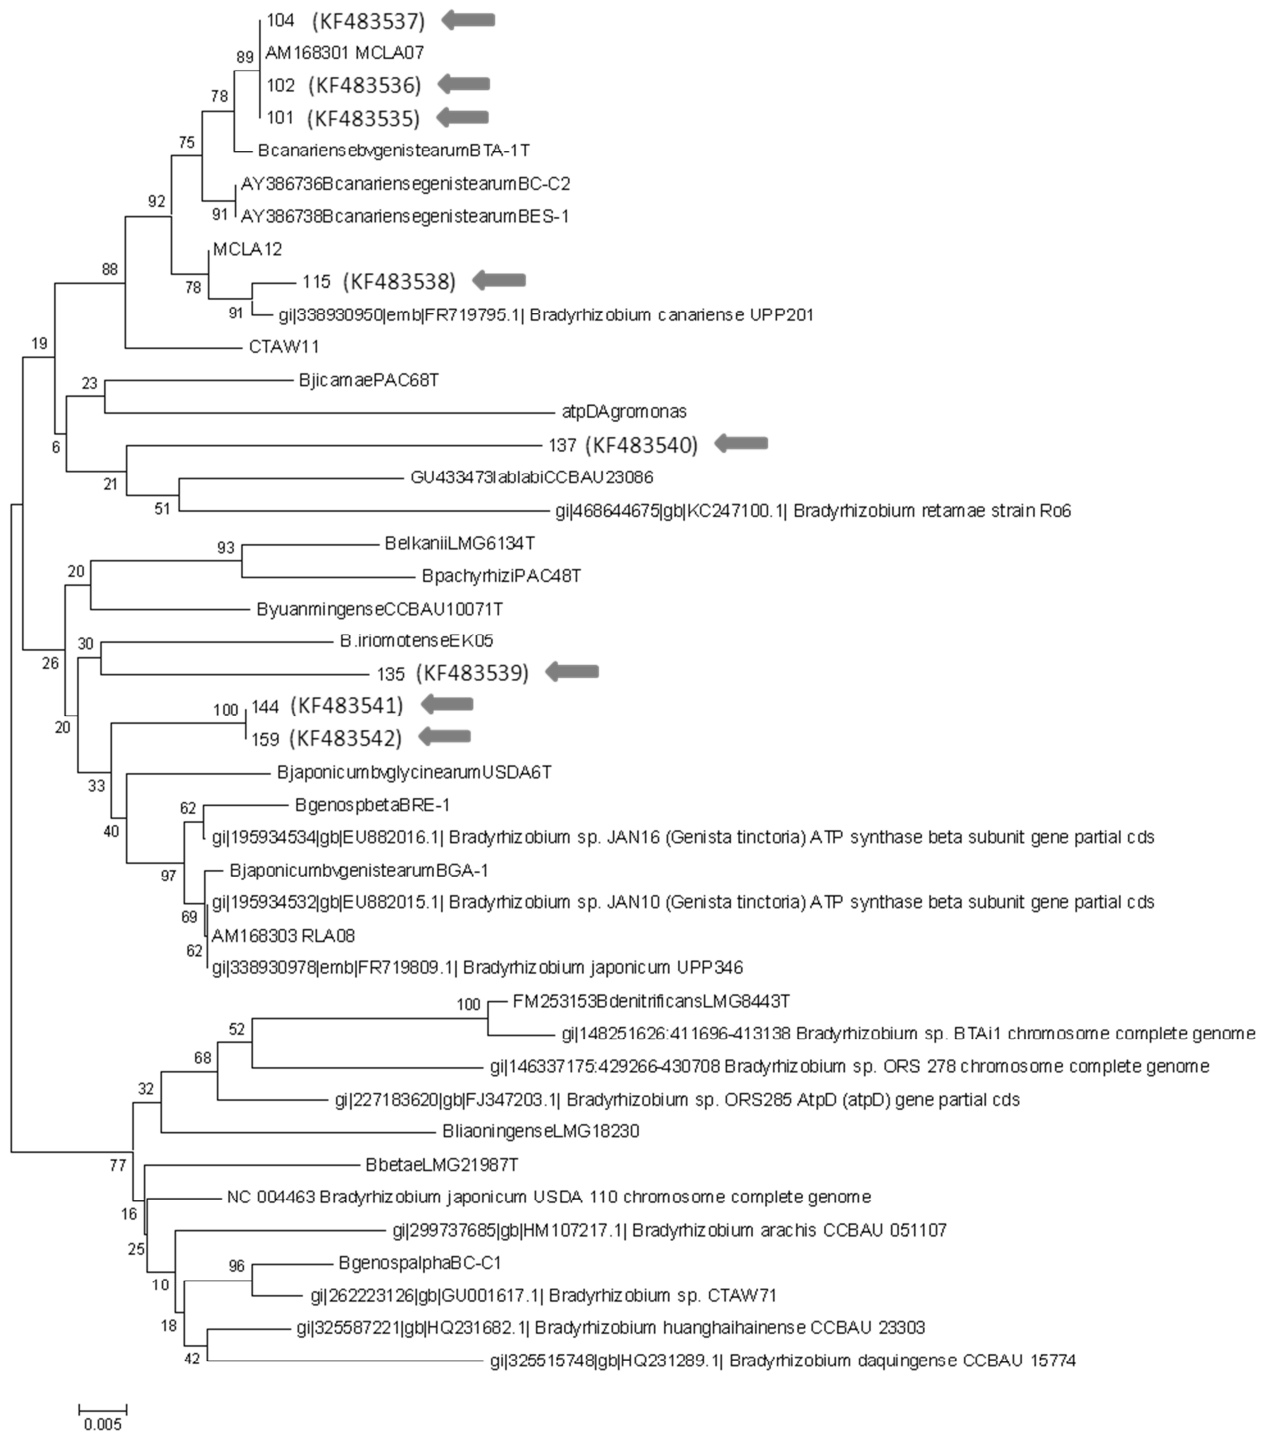 104 (KF483537)
89
AM168301 MCLA07
102 (KF483536)
78
101 (KF483535)
75
BcanariensebvgenistearumBTA-1T
AY386736BcanariensegenistearumBC-C2
92
91 AY386738BcanariensegenistearumBES-1
MCLA12
88
115 (KF483538)
78
91 gi|338930950|emb|FR719795.1| Bradyrhizobium canariense UPP201
19
CTAW11
23
BjicamaePAC68T
atpDAgromonas
6
137 (KF483540)
21
GU433473lablabiCCBAU23086
51
gi|468644675|gb|KC247100.1| Bradyrhizobium retamae strain Ro6
93
BelkaniiLMG6134T
20
BpachyrhiziPAC48T
ByuanmingenseCCBAU10071T
30
B.iriomotenseEK05
26
135 (KF483539)
100 144 (KF483541)
20
159 (KF483542)
BjaponicumbvglycinearumUSDA6T
33
62
BgenospbetaBRE-1
40
gi|195934534|gb|EU882016.1| Bradyrhizobium sp. JAN16 (Genista tinctoria) ATP synthase beta subunit gene partial cds
97
BjaponicumbvgenistearumBGA-1
gi|195934532|gb|EU882015.1| Bradyrhizobium sp. JAN10 (Genista tinctoria) ATP synthase beta subunit gene partial cds
69
AM168303 RLA08
62
gi|338930978|emb|FR719809.1| Bradyrhizobium japonicum UPP346
100
FM253153BdenitrificansLMG8443T
52
gi|148251626:411696-413138 Bradyrhizobium sp. BTAi1 chromosome complete genome
68
gi|146337175:429266-430708 Bradyrhizobium sp. ORS 278 chromosome complete genome
32
gi|227183620|gb|FJ347203.1| Bradyrhizobium sp. ORS285 AtpD (atpD) gene partial cds
BliaoningenseLMG18230
77
BbetaeLMG21987T
NC 004463 Bradyrhizobium japonicum USDA 110 chromosome complete genome
16
gi|299737685|gb|HM107217.1| Bradyrhizobium arachis CCBAU 051107
25
96
BgenospalphaBC-C1
10
gi|262223126|gb|GU001617.1| Bradyrhizobium sp. CTAW71
18
gi|325587221|gb|HQ231682.1| Bradyrhizobium huanghaihainense CCBAU 23303
42
gi|325515748|gb|HQ231289.1| Bradyrhizobium daquingense CCBAU 15774
0.005